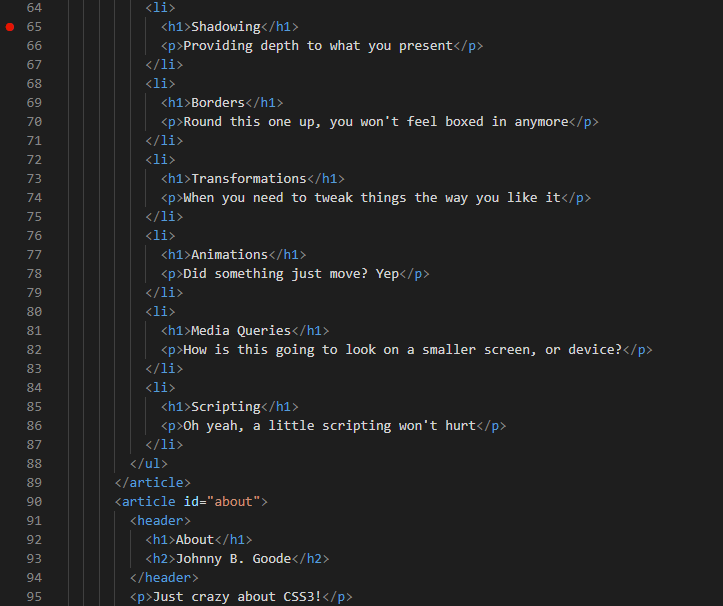 64 <li>
65 <h1>Shadowing</h1>
66 <p>Providing depth to what you present</p>
67 </li>
68 <li>
69 <h1>Borders</h1>
70 <p>Round this one up, you won't feel boxed in anymore</p>
71 </li>
72 <li>
73 <h1>Transformations</h1>
74 <p>When you need to tweak things the way you like it</p>
75 </li>
76 <li>
77 <h1>Animations</h1>
78 <p>Did something just move? Yep</p>
79 </li>
80 <li>
81 <h1>Media Queries</h1>
82 <p>How is this going to look on a smaller screen, or device?</p>
83 </li>
84 <li>
85 <h1>Scripting</h1>
86 <p>Oh yeah, a little scripting won't hurt</p>
87 </li>
88 </ul>
89 </article>
90 <article id="about">
91 <header>
92 <h1>About</h1>
93 <h2>Johnny B. Goode</h2>
94 </header>
95 <p>Just crazy about CSS3!</p>